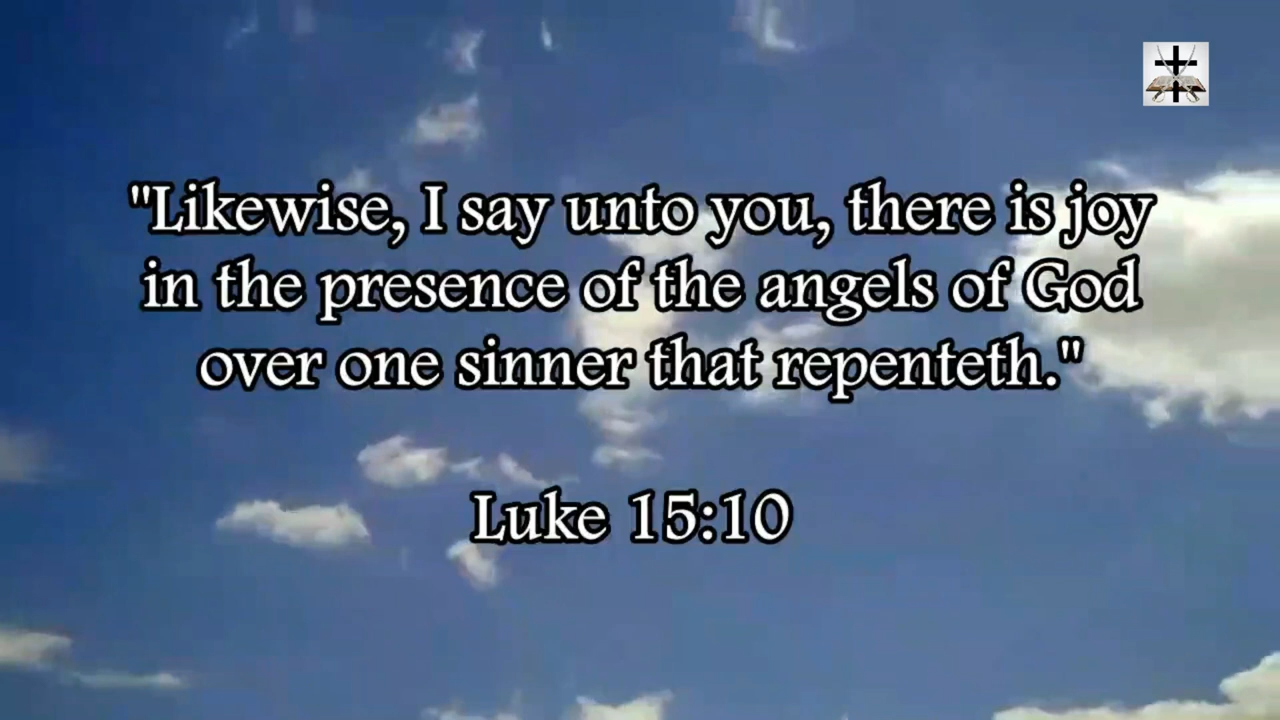 "Likewise, I say unto you, there is joy
in the presence of the angels of God
over one sinner that repenteth."
Luke 15:10